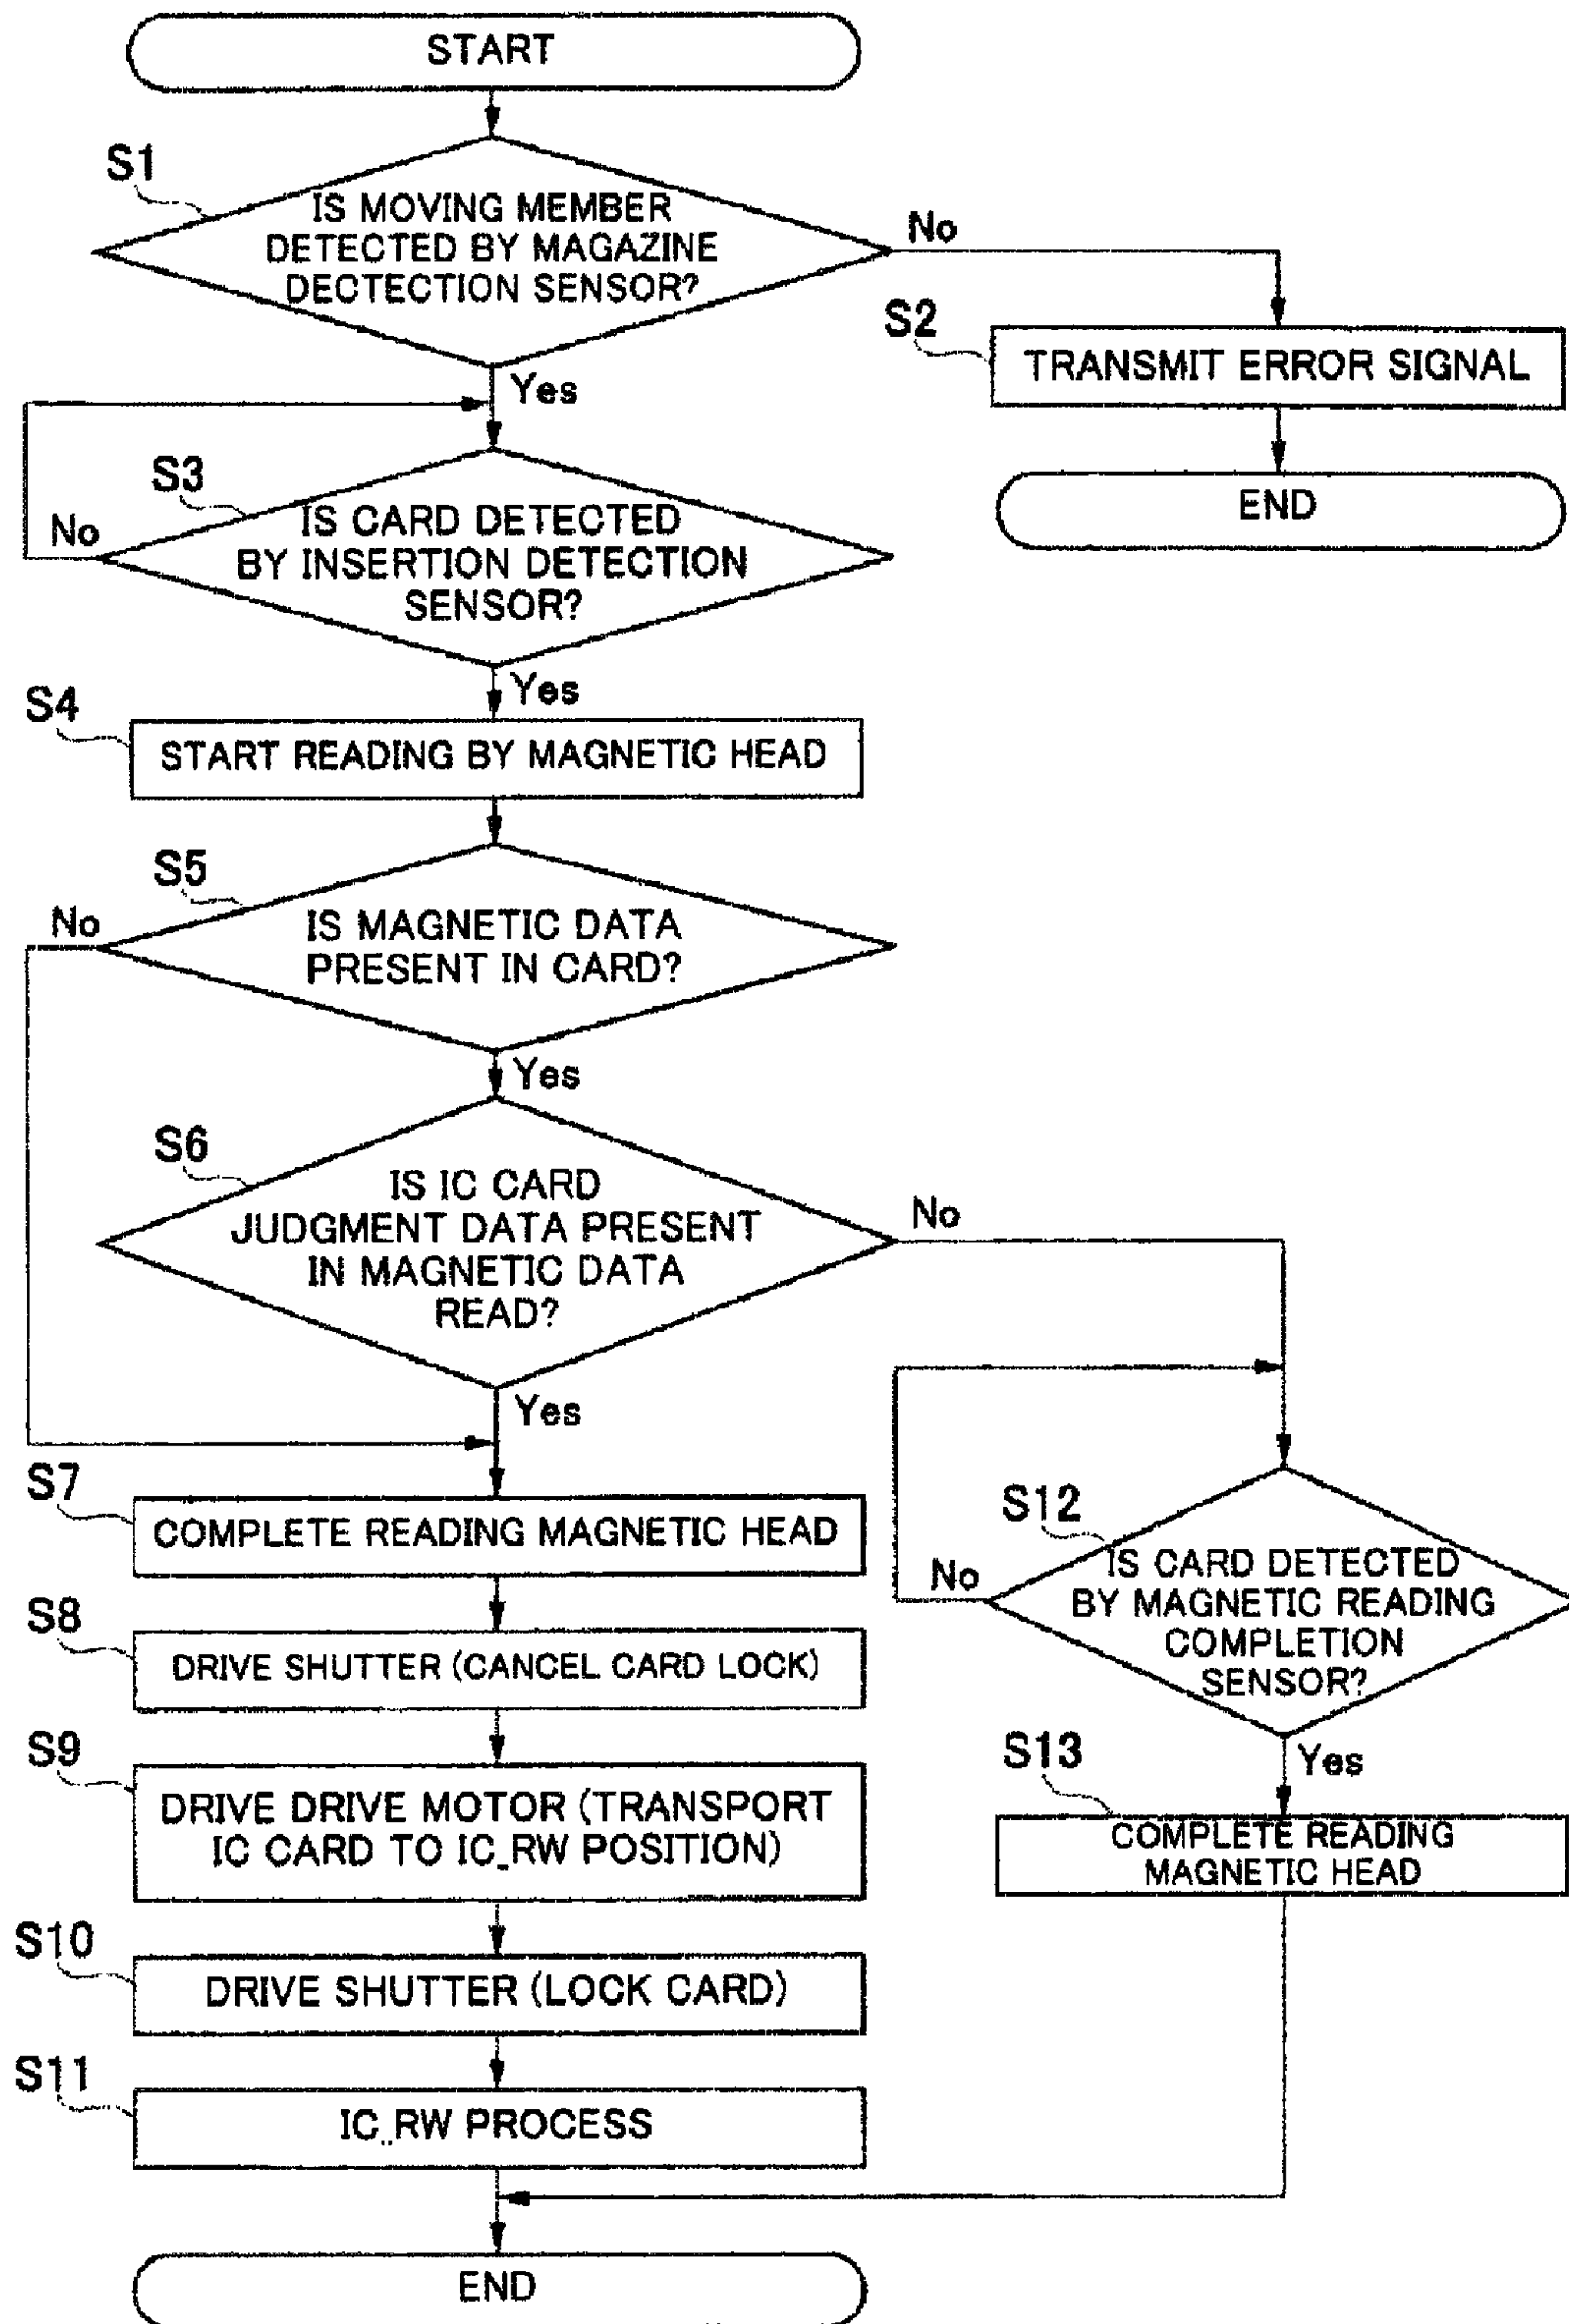 START
S1
IS MOVING MEMBER
DETECTED BY MAGAZINE
DECTECTION SENSOR?
No
Yes
S2
TRANSMIT ERROR SIGNAL
END
S3
IS CARD DETECTED
BY INSERTION DETECTION
SENSOR?
No
Yes
S4
START READING BY MAGNETIC HEAD
S5
IS MAGNETIC DATA
PRESENT IN CARD?
No
Yes
S6
IS IC CARD
JUDGMENT DATA PRESENT
IN MAGNETIC DATA
READ?
No
Yes
S7
COMPLETE READING MAGNETIC HEAD
S8
DRIVE SHUTTER (CANCEL CARD LOCK)
S9
DRIVE DRIVE MOTOR (TRANSPORT
IC CARD TO IC_RW POSITION)
S10
DRIVE SHUTTER (LOCK CARD)
S11
IC_RW PROCESS
S12
IS CARD DETECTED
BY MAGNETIC READING
COMPLETION
SENSOR?
No
Yes
S13
COMPLETE READING
MAGNETIC HEAD
END